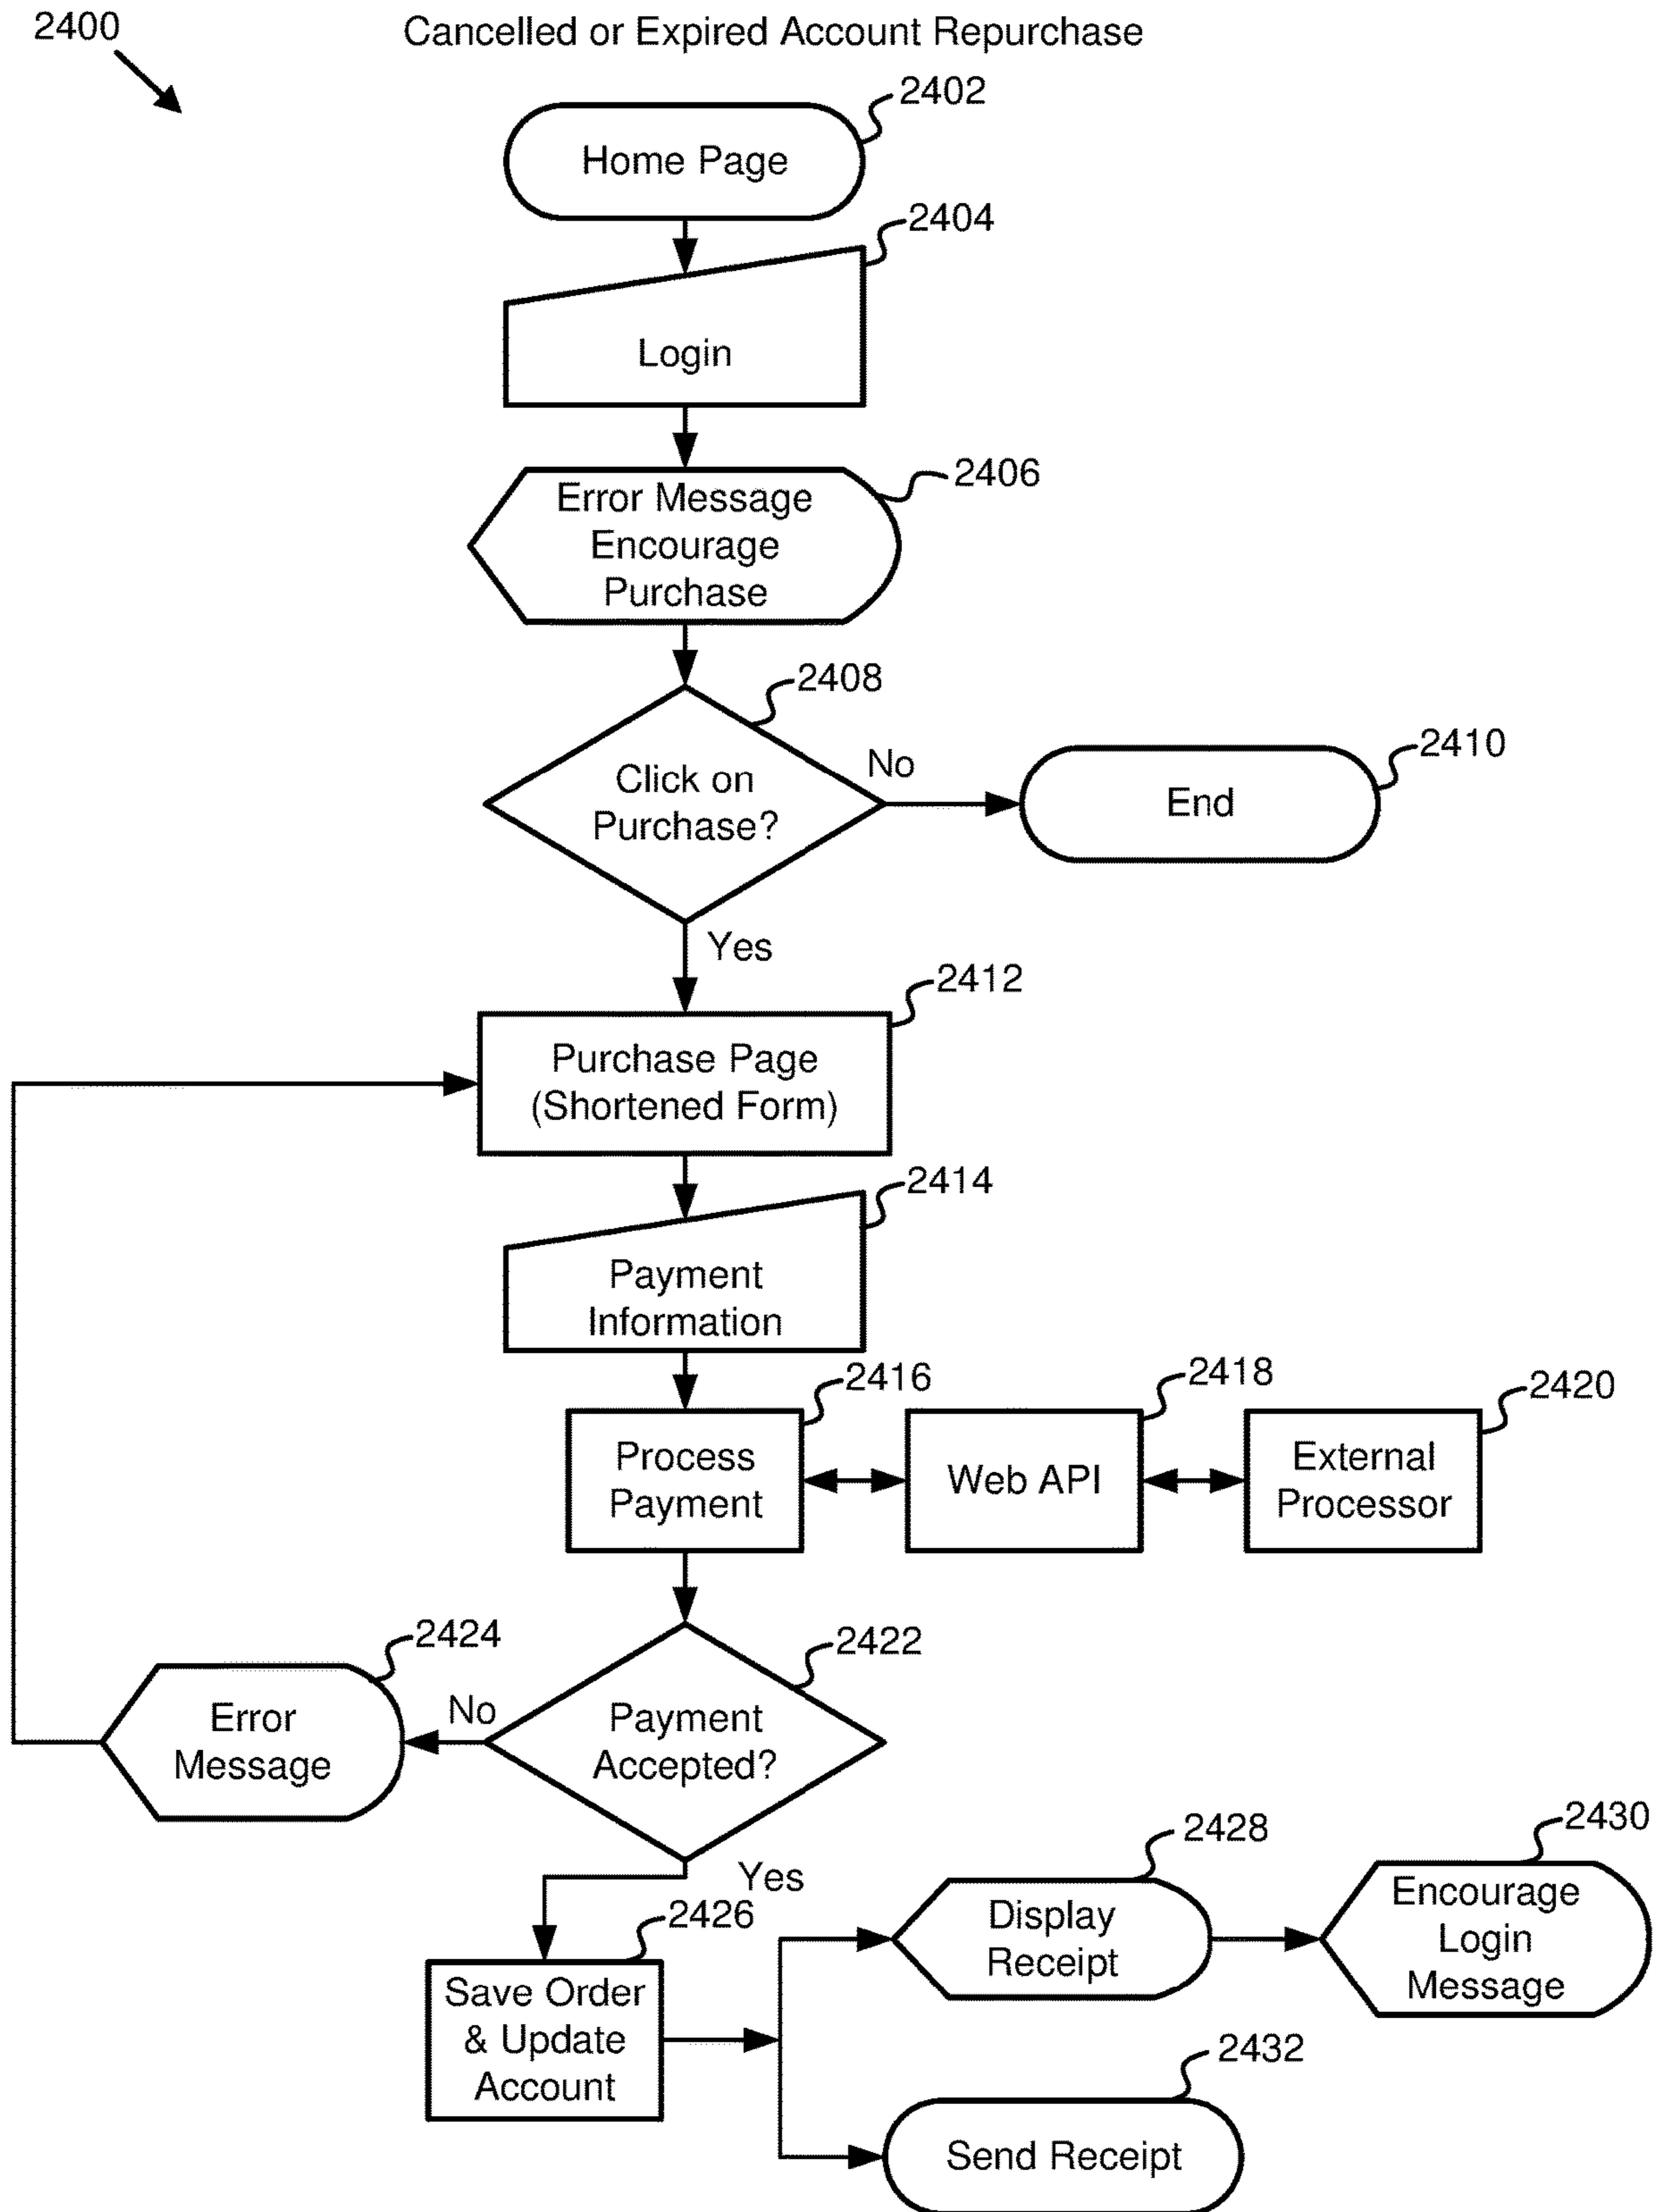 2400
Cancelled or Expired Account Repurchase
2402
Home Page
2404
Login
2406
Error Message
Encourage
Purchase
2408
Click on
Purchase?
No
2410
End
Yes
2412
Purchase Page
(Shortened Form)
2414
Payment
Information
2416
Process
Payment
2418
Web API
2420
External
Processor
2422
Payment
Accepted?
No
2424
Error
Message
Yes
2426
Save Order
& Update
Account
2428
Display
Receipt
2430
Encourage
Login
Message
2432
Send Receipt